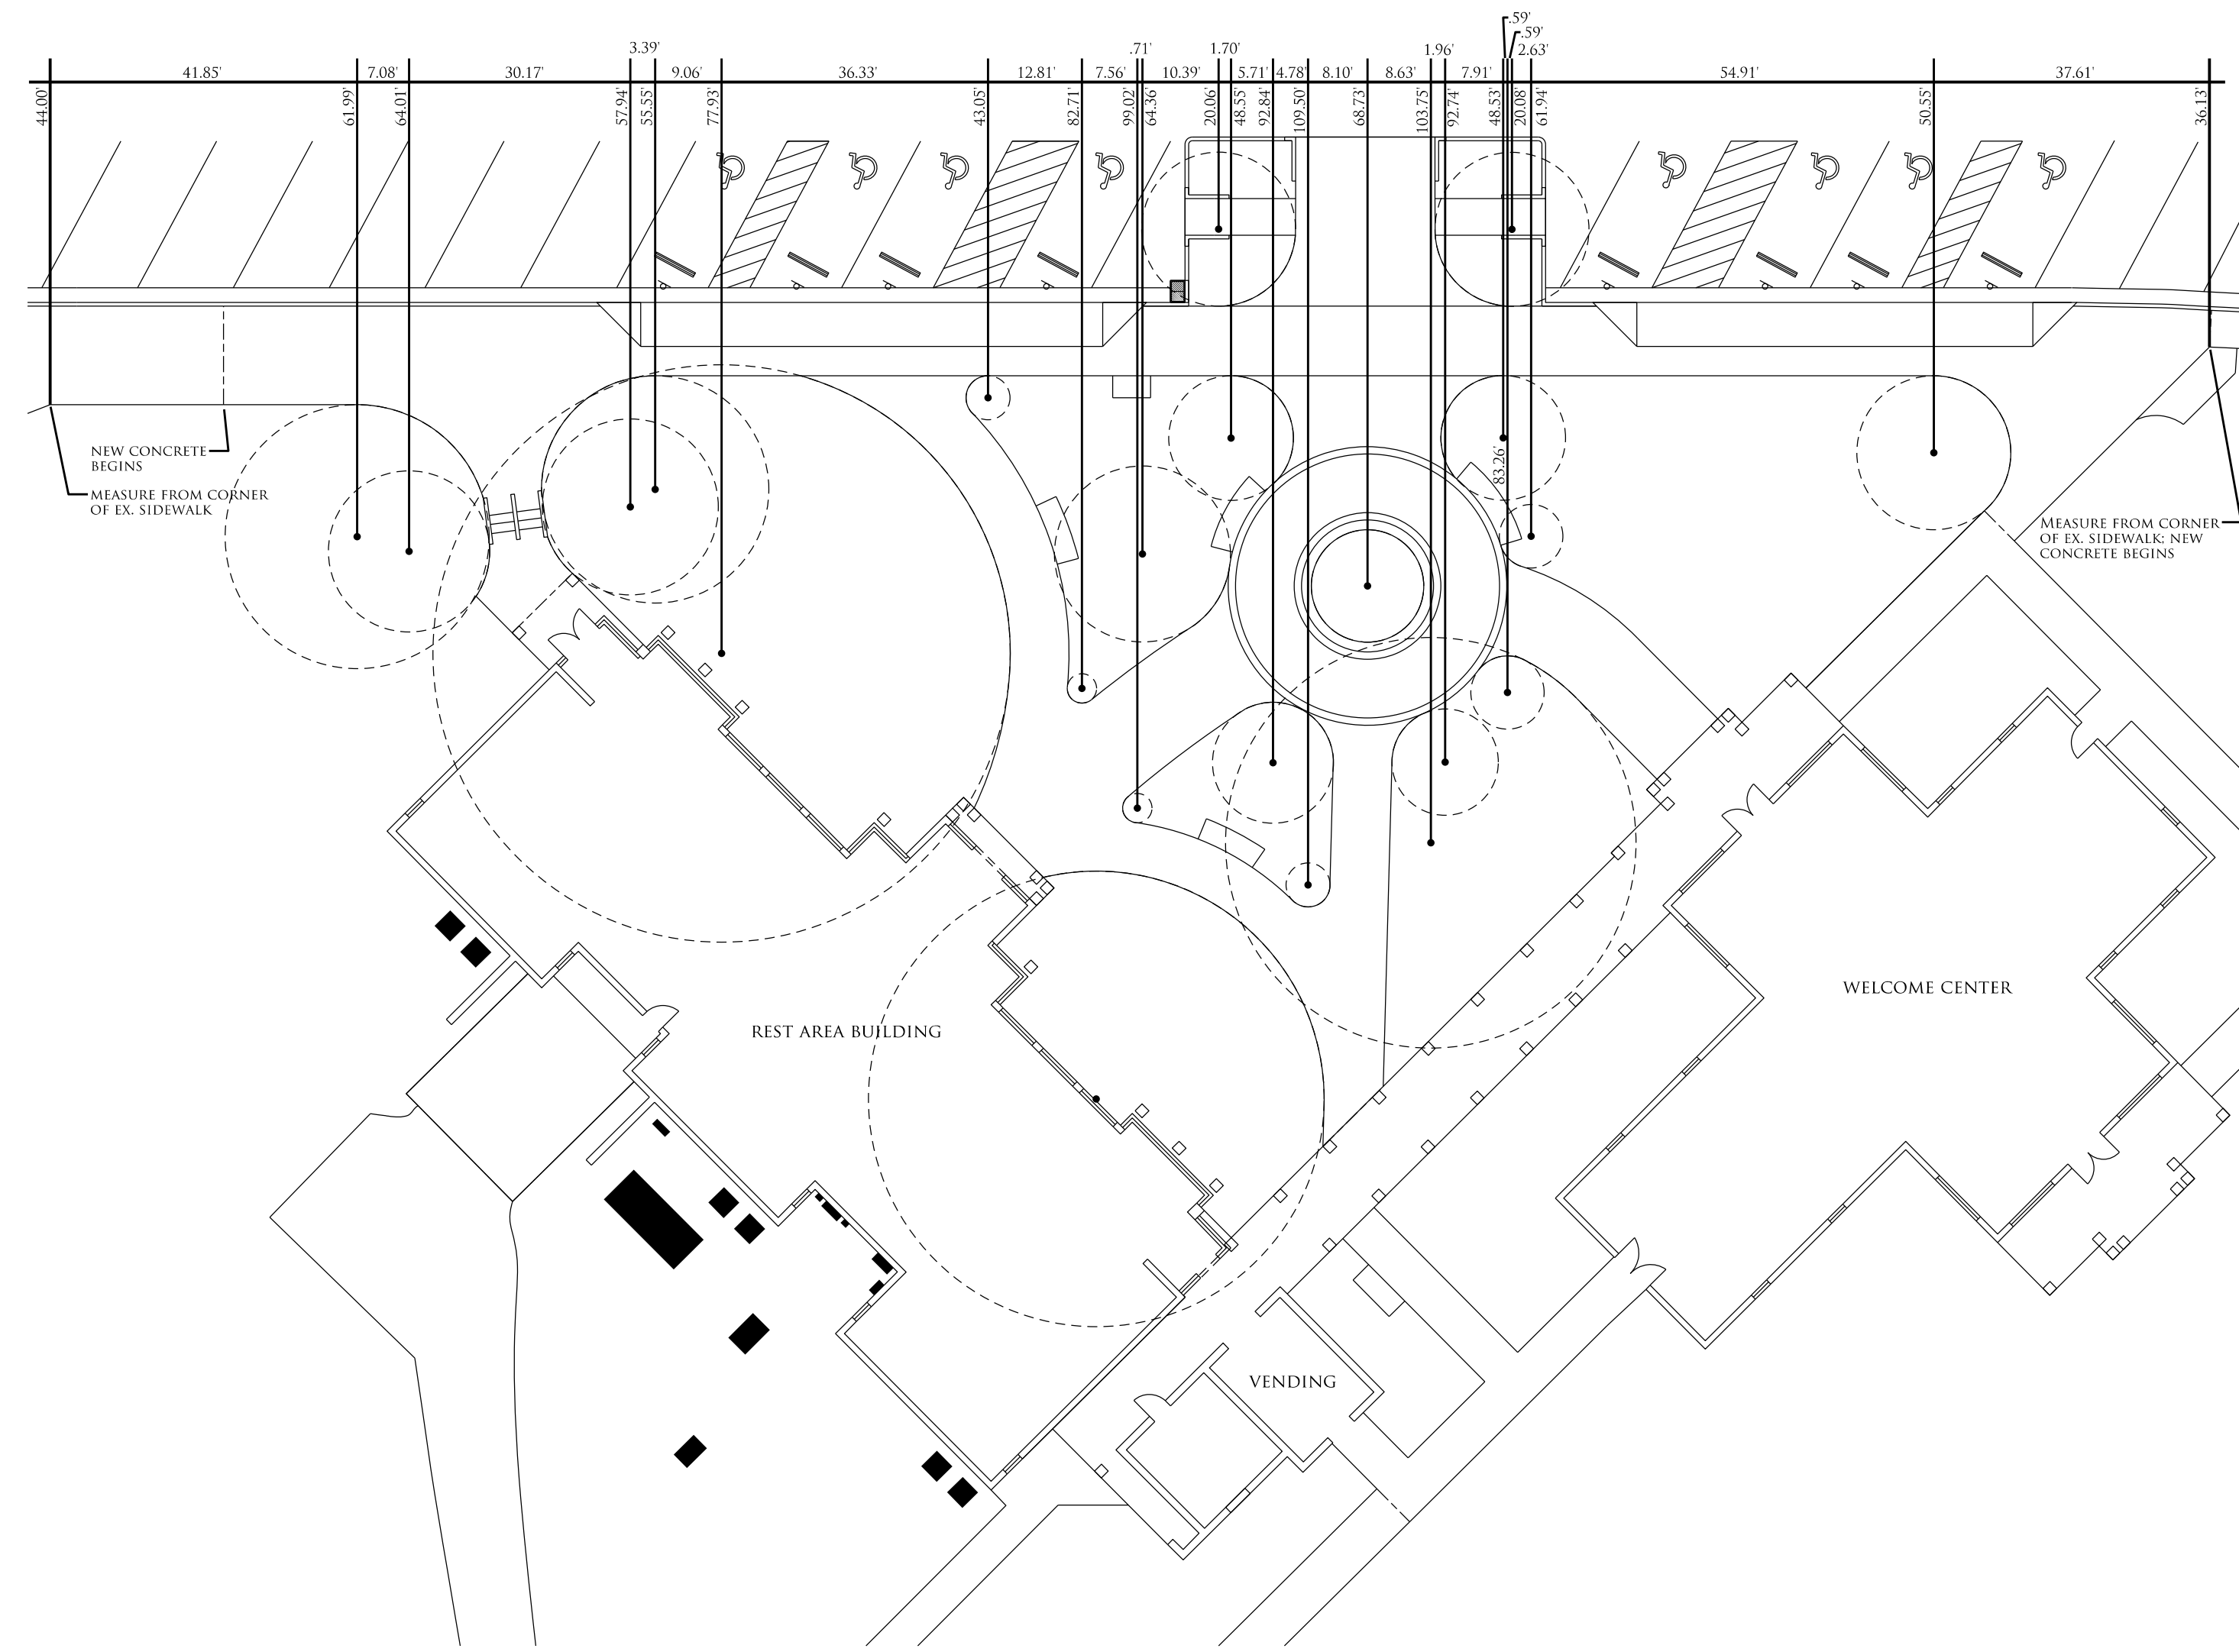 .59'
.59'
3.39' .71' 1.70' 1.96' 2.63'
41.85' 7.08' 30.17' 9.06' 36.33' 12.81' 7.56' 10.39' 5.71' 4.78' 8.10' 8.63' 7.91' 54.91' 37.61'
44.00' 61.99' 64.01' 57.94' 55.55' 77.93' 43.05' 82.71' 99.02' 64.36' 20.06' 48.55' 92.84' 109.50' 68.73' 103.75' 92.74' 48.53' 20.08' 61.94' 50.55' 36.13'
83.26'
NEW CONCRETE
BEGINS
MEASURE FROM CORNER
OF EX. SIDEWALK
MEASURE FROM CORNER
OF EX. SIDEWALK; NEW
CONCRETE BEGINS
WELCOME CENTER
REST AREA BUILDING
VENDING